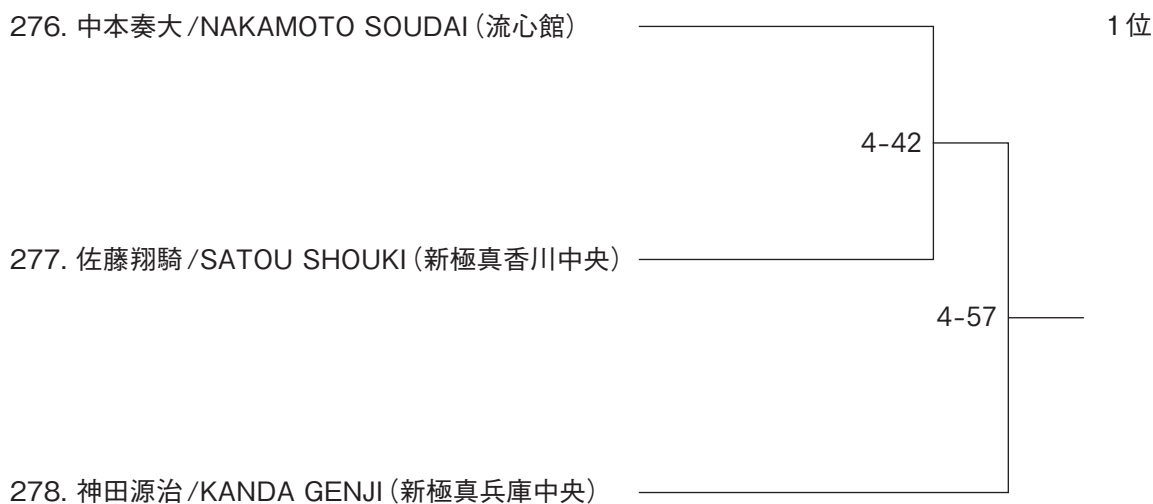 276. 中本奏大/NAKAMOTO SOUDAI（流心館）
1位
4-42
277. 佐藤翔騎/SATOU SHOUKI（新極真香川中央）
4-57
278. 神田源治/KANDA GENJI（新極真兵庫中央）